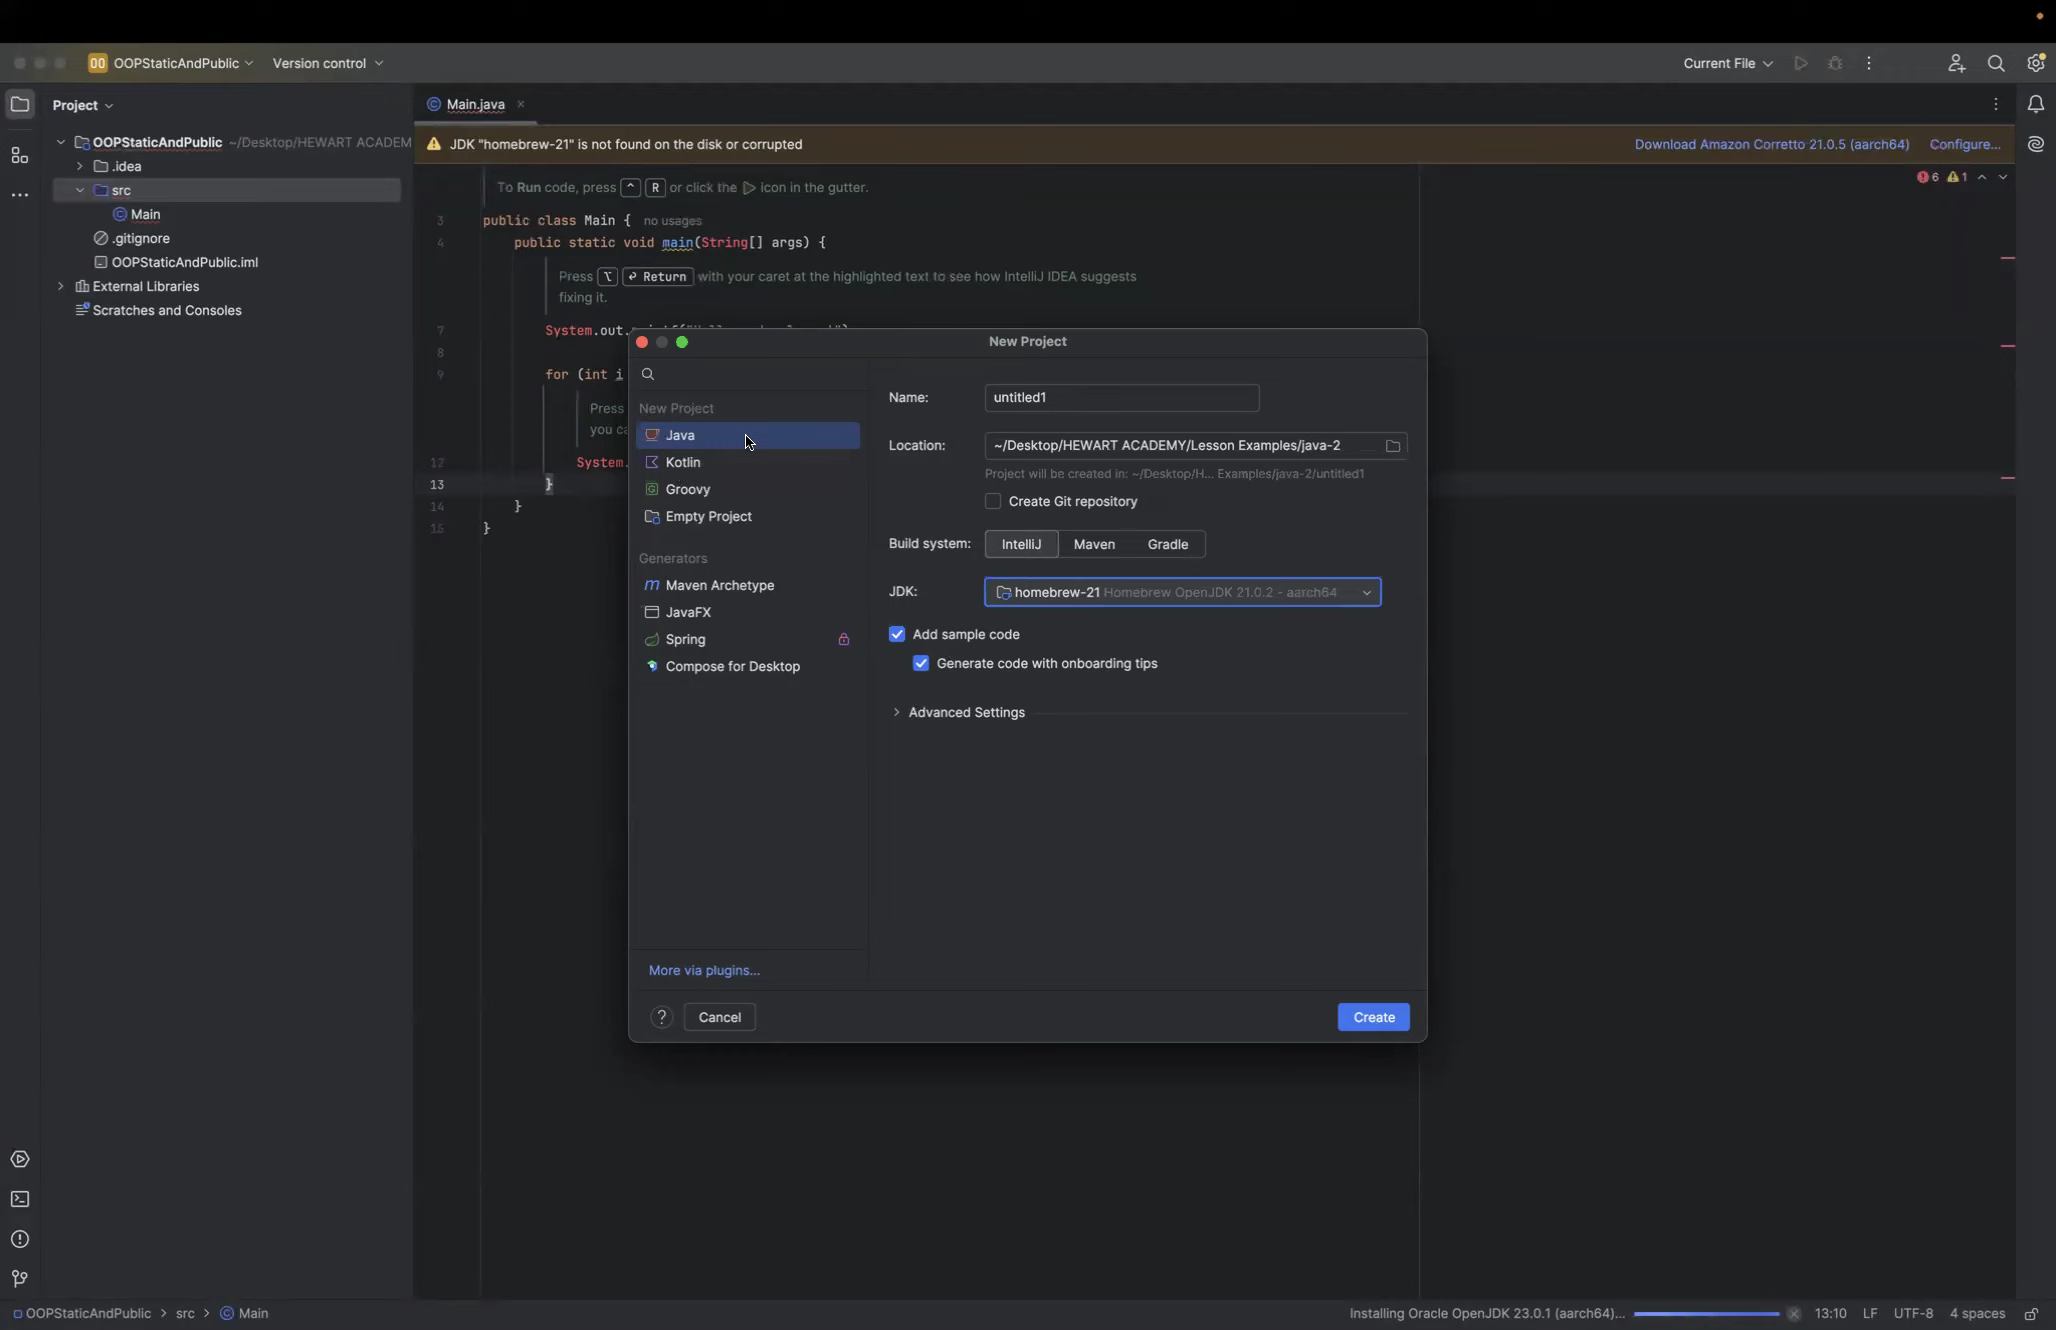 OO OOPStaticAndPublic Version control Current File
Project Main.java
OOPStaticAndPublic ~/Desktop/HEWART ACADEM
.idea
src
Main
.gitignore
OOPStaticAndPublic.iml
External Libraries
Scratches and Consoles
JDK "homebrew-21" is not found on the disk or corrupted Download Amazon Corretto 21.0.5 (aarch64) Configure...
To Run code, press ^ R or click the icon in the gutter. 6 1
3 public class Main { no usages
4 public static void main(String[] args) {
Press ⌥ ↵ Return with your caret at the highlighted text to see how IntelliJ IDEA suggests
fixing it.
7 System.out.
8
9 for (int i
Press
you ca
12 System.
13 }
14 }
15 }
New Project
New Project
Java
Kotlin
Groovy
Empty Project
Generators
Maven Archetype
JavaFX
Spring
Compose for Desktop
More via plugins...
Name: untitled1
Location: ~/Desktop/HEWART ACADEMY/Lesson Examples/java-2
Project will be created in: ~/Desktop/H... Examples/java-2/untitled1
Create Git repository
Build system: IntelliJ Maven Gradle
JDK: homebrew-21 Homebrew OpenJDK 21.0.2 - aarch64
Add sample code
Generate code with onboarding tips
Advanced Settings
? Cancel Create
OOPStaticAndPublic > src > Main Installing Oracle OpenJDK 23.0.1 (aarch64)... 13:10 LF UTF-8 4 spaces